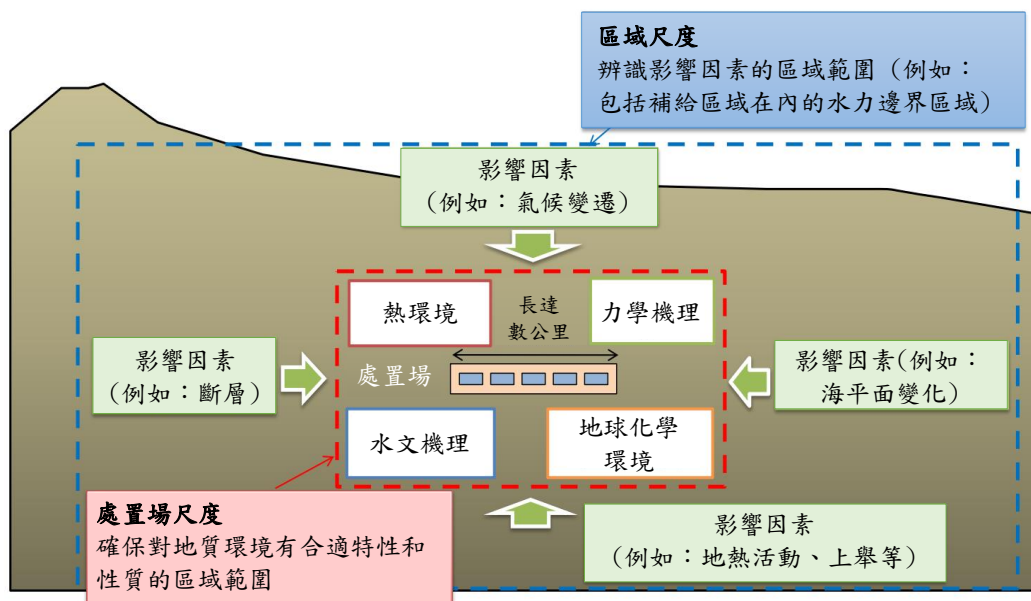 區域尺度
辨識影響因素的區域範圍（例如：
包括補給區域在內的水力邊界區域）
影響因素
（例如：氣候變遷）
熱環境
長達
數公里
力學機理
影響因素
（例如：斷層）
處置場
影響因素(例如：
海平面變化)
水文機理
地球化學
環境
處置場尺度
確保對地質環境有合適特性和
性質的區域範圍
影響因素
（例如：地熱活動、上舉等）